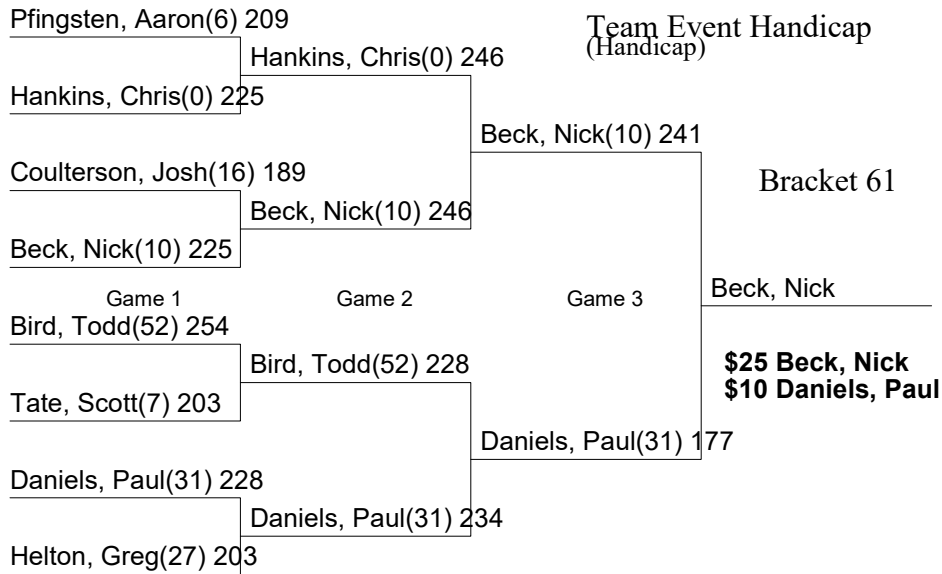 Pfingsten, Aaron(6) 209
Team Event Handicap
(Handicap)
Hankins, Chris(0) 246
Hankins, Chris(0) 225
Beck, Nick(10) 241
Coulterson, Josh(16) 189
Bracket 61
Beck, Nick(10) 246
Beck, Nick(10) 225
Game 1
Game 2
Game 3
Beck, Nick
Bird, Todd(52) 254
Bird, Todd(52) 228
$25 Beck, Nick
$10 Daniels, Paul
Tate, Scott(7) 203
Daniels, Paul(31) 177
Daniels, Paul(31) 228
Daniels, Paul(31) 234
Helton, Greg(27) 203